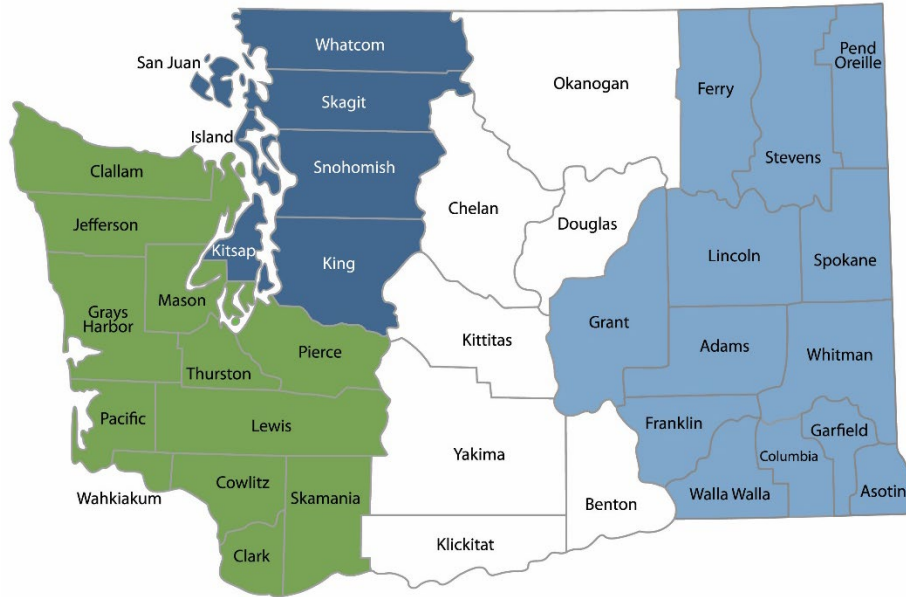 Whatcom
San Juan
Skagit
Island
Snohomish
Clallam
Jefferson
Kitsap
King
Mason
Grays
Harbor
Pierce
Thurston
Pacific
Lewis
Wahkiakum
Cowlitz
Skamania
Clark
Okanogan
Chelan
Douglas
Kittitas
Yakima
Klickitat
Benton
Ferry
Stevens
Pend
Oreille
Lincoln
Spokane
Grant
Adams
Whitman
Franklin
Garfield
Columbia
Walla Walla
Asotin